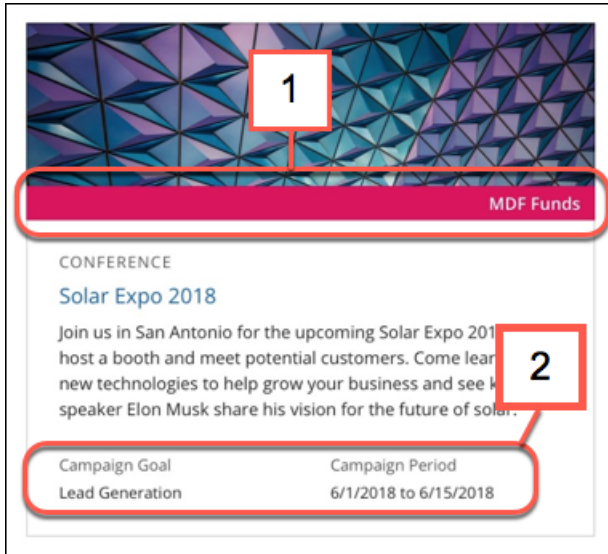 1
MDF Funds
CONFERENCE
Solar Expo 2018
Join us in San Antonio for the upcoming Solar Expo
host a booth and meet potential customers. Come
new technologies to help grow your business and see
speaker Elon Musk share his vision for the future of solar.
2
Campaign Goal
Campaign Period
Lead Generation
6/1/2018 to 6/15/2018